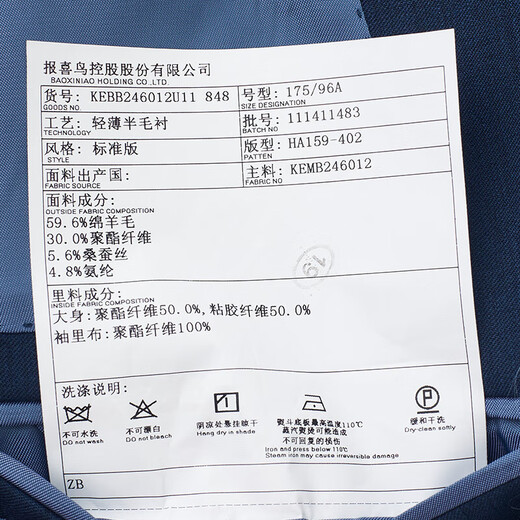 报喜鸟控股股份有限公司
BAOXINIAO HOLDING CO.LTD.
货号: KEBB246012U11 848
GOODS NO.
号型: 175/96A
SIZE DESIGNATION
工艺: 轻薄半毛衬
TECHNOLOGY
批号: 111411483
BATCH NO
风格: 标准版
STYLE
版型: HA159-402
PATTEN
面料出产国:
FABRIC SOURCE
主料: KEMB246012
FABRIC NO
面料成分:
OUTSIDE FABRIC COMPOSITION
59.6%绵羊毛
30.0%聚酯纤维
5.6%桑蚕丝
4.8%氨纶
19
里料成分:
INSIDE FABRIC COMPOSITION
大身: 聚酯纤维50.0%,粘胶纤维50.0%
袖里布: 聚酯纤维100%
洗涤说明:
不可水洗
Do not wash
不可漂白
Do not bleach
阴凉处悬挂晾干
Hang dry in shade
熨斗底板最高温度110℃
蒸汽熨烫可能造成
不可回复的损伤
Iron and press below 110℃
Steam iron may cause irreversible damage
P
缓和干洗
Dry-clean softly
ZB